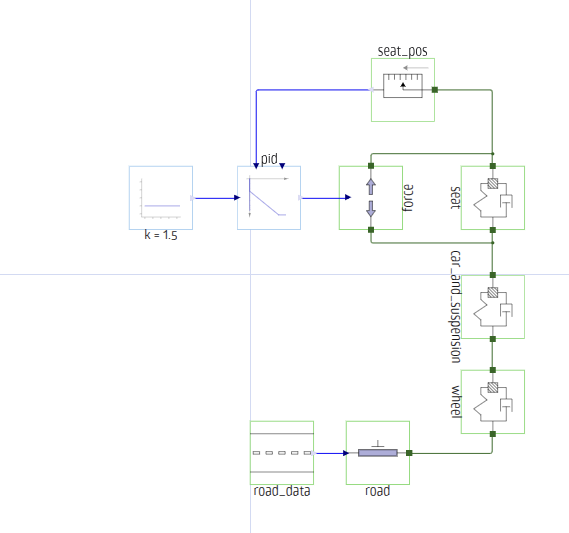 seat_pos
pid
force
seat
k = 1.5
car_and_suspension
wheel
road_data
road